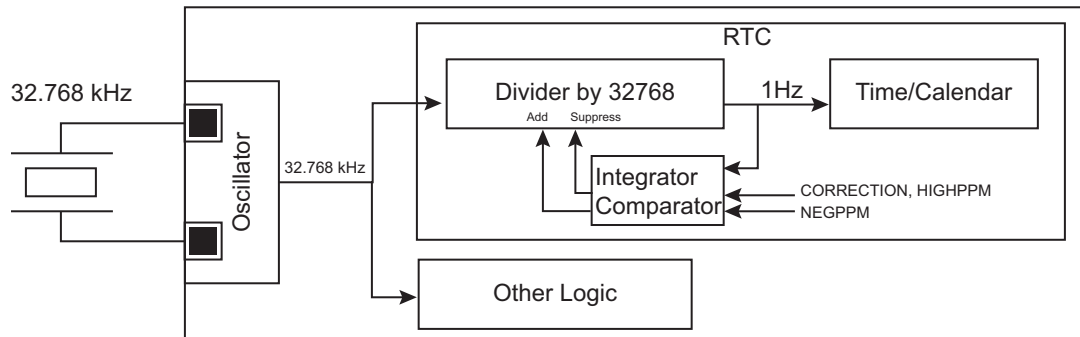 RTC
32.768 kHz
Oscillator
32.768 kHz
Divider by 32768
Add Suppress
1Hz
Time/Calendar
Integrator
Comparator
CORRECTION, HIGHPPM
NEGPPM
Other Logic